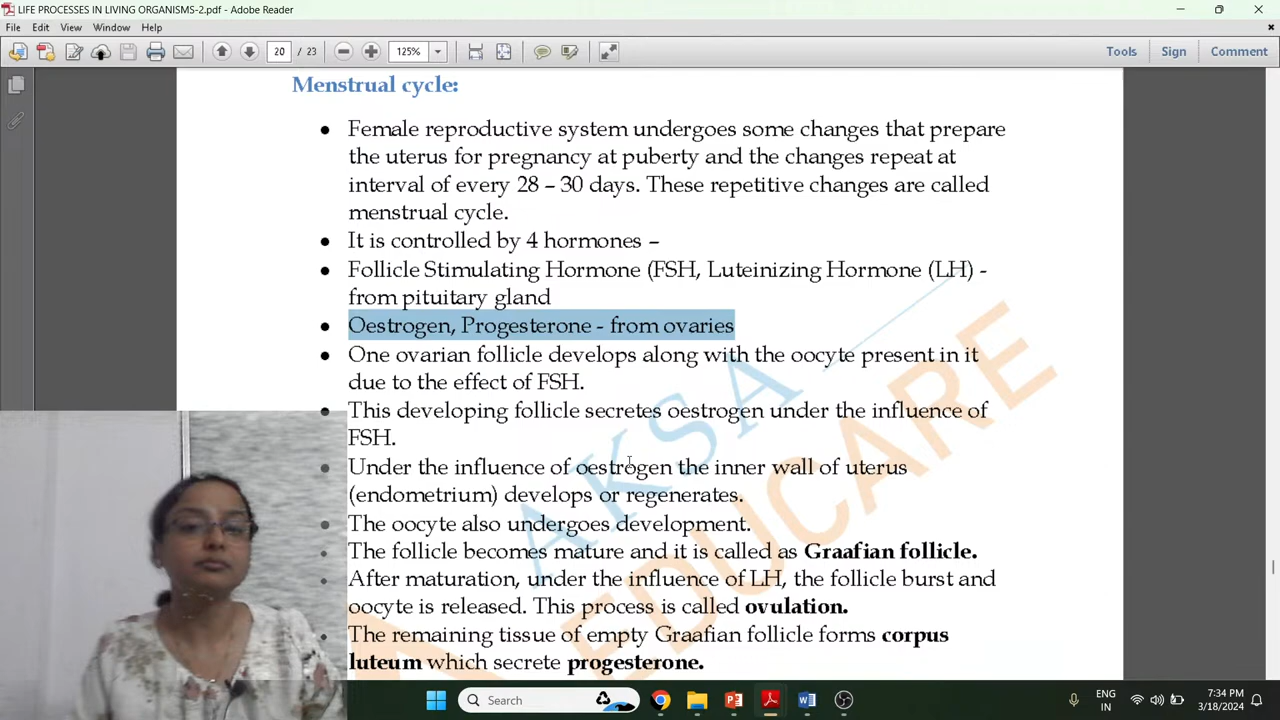 LIFE PROCESSES IN LIVING ORGANISMS-2.pdf - Adobe Reader
File Edit View Window Help
20 / 23 125% Tools Sign Comment
Menstrual cycle:
• Female reproductive system undergoes some changes that prepare
the uterus for pregnancy at puberty and the changes repeat at
interval of every 28 – 30 days. These repetitive changes are called
menstrual cycle.
• It is controlled by 4 hormones –
• Follicle Stimulating Hormone (FSH, Luteinizing Hormone (LH) -
from pituitary gland
• Oestrogen, Progesterone - from ovaries
• One ovarian follicle develops along with the oocyte present in it
due to the effect of FSH.
• This developing follicle secretes oestrogen under the influence of
FSH.
• Under the influence of oestrogen the inner wall of uterus
(endometrium) develops or regenerates.
• The oocyte also undergoes development.
• The follicle becomes mature and it is called as Graafian follicle.
• After maturation, under the influence of LH, the follicle burst and
oocyte is released. This process is called ovulation.
• The remaining tissue of empty Graafian follicle forms corpus
luteum which secrete progesterone.
AKSA
EDUCARE
Search
ENG
IN
7:34 PM
3/18/2024